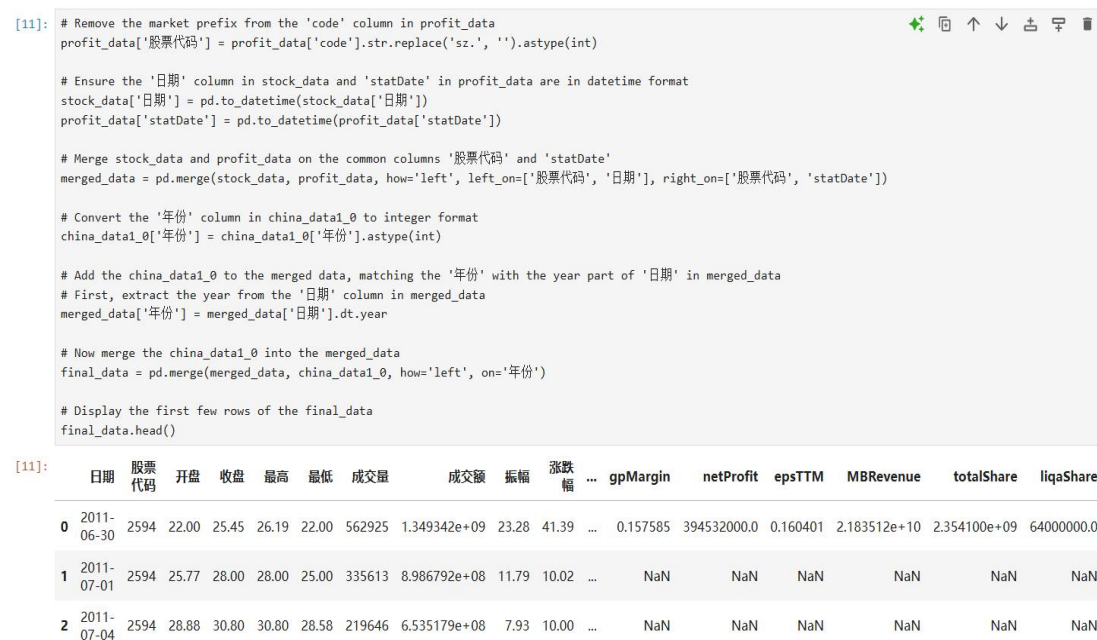 [11]: # Remove the market prefix from the 'code' column in profit_data
profit_data['股票代码'] = profit_data['code'].str.replace('sz.', '').astype(int)
# Ensure the '日期' column in stock_data and 'statDate' in profit_data are in datetime format
stock_data['日期'] = pd.to_datetime(stock_data['日期'])
profit_data['statDate'] = pd.to_datetime(profit_data['statDate'])
# Merge stock_data and profit_data on the common columns '股票代码' and 'statDate'
merged_data = pd.merge(stock_data, profit_data, how='left', left_on=['股票代码', '日期'], right_on=['股票代码', 'statDate'])
# Convert the '年份' column in china_data1_0 to integer format
china_data1_0['年份'] = china_data1_0['年份'].astype(int)
# Add the china_data1_0 to the merged data, matching the '年份' with the year part of '日期' in merged_data
# First, extract the year from the '日期' column in merged_data
merged_data['年份'] = merged_data['日期'].dt.year
# Now merge the china_data1_0 into the merged_data
final_data = pd.merge(merged_data, china_data1_0, how='left', on='年份')
# Display the first few rows of the final_data
final_data.head()
[11]: 日期 股票代码 开盘 收盘 最高 最低 成交量 成交额 振幅 涨跌幅 ... gpMargin netProfit epsTTM MBRevenue totalShare liqaShare
0 2011-06-30 2594 22.00 25.45 26.19 22.00 562925 1.349342e+09 23.28 41.39 ... 0.157585 394532000.0 0.160401 2.183512e+10 2.354100e+09 64000000.0
1 2011-07-01 2594 25.77 28.00 28.00 25.00 335613 8.986792e+08 11.79 10.02 ... NaN NaN NaN NaN NaN NaN
2 2011-07-04 2594 28.88 30.80 30.80 28.58 219646 6.535179e+08 7.93 10.00 ... NaN NaN NaN NaN NaN NaN